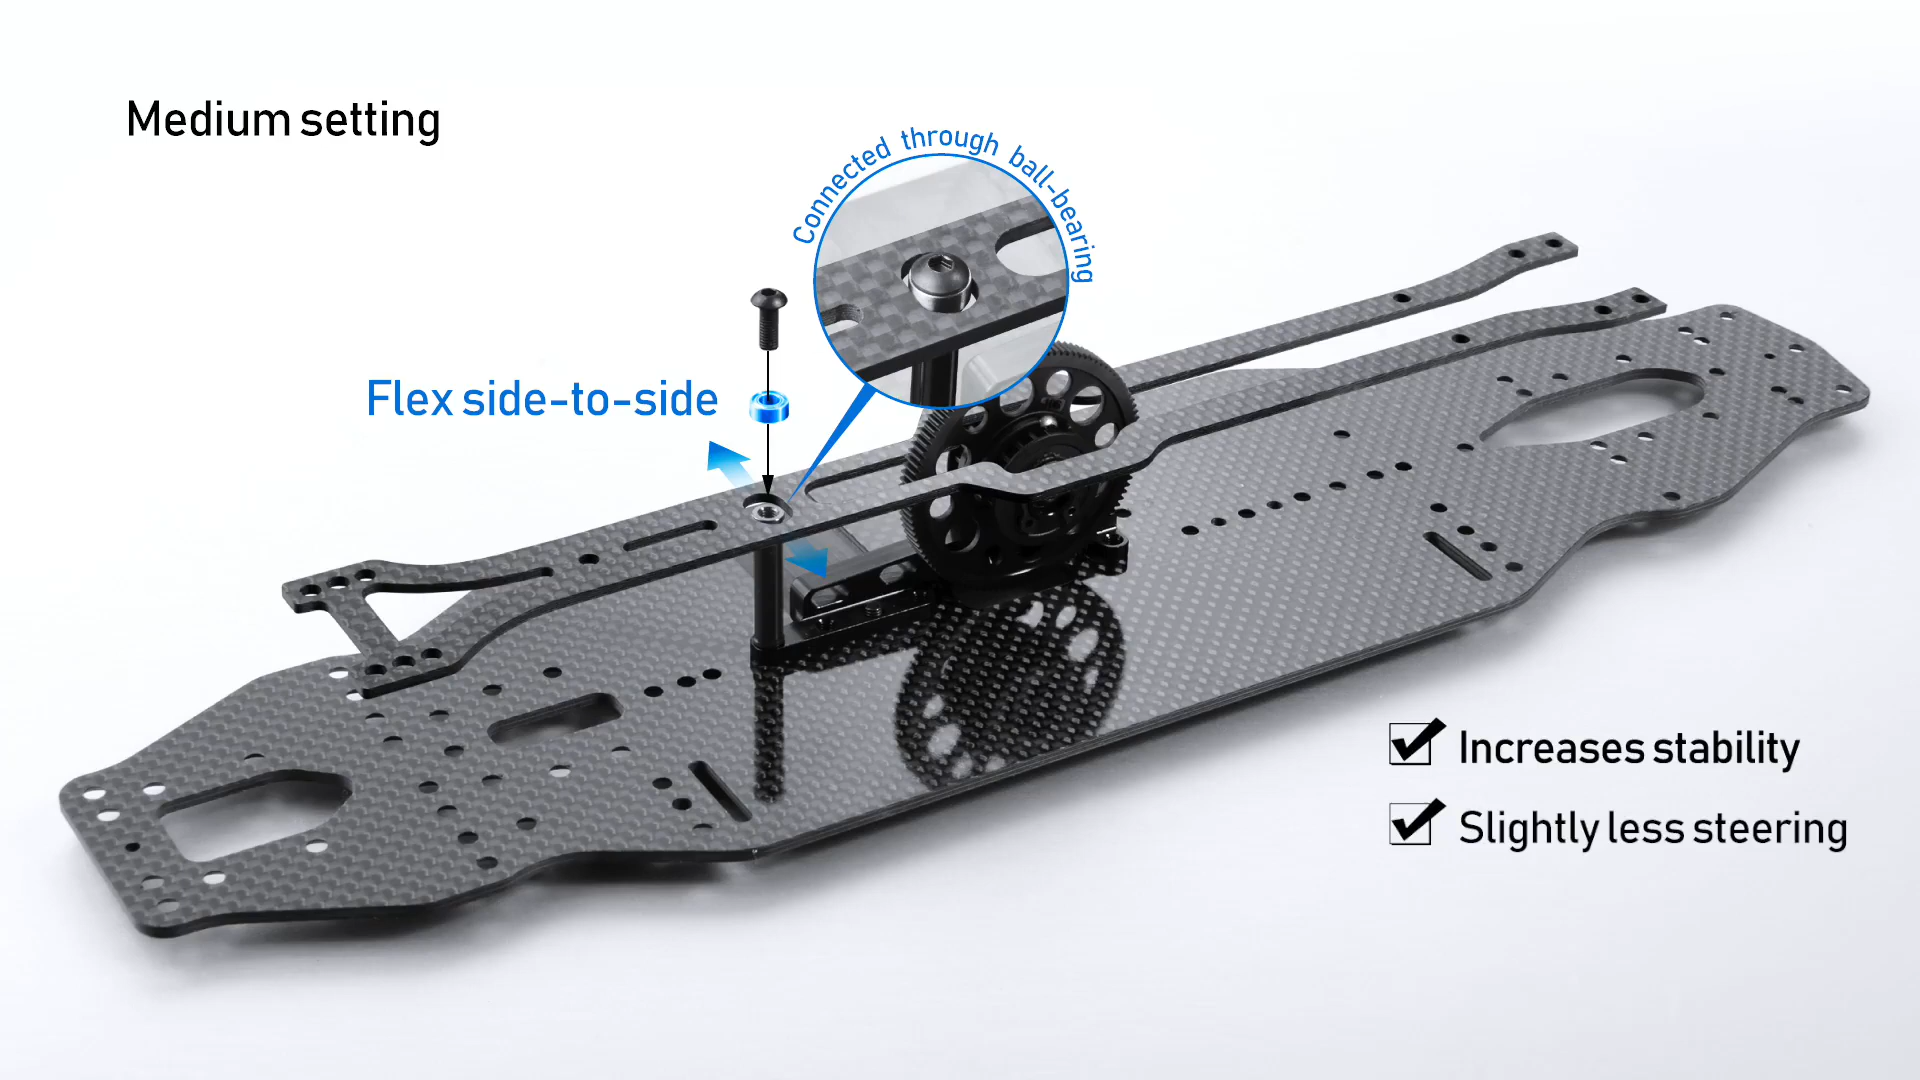 Medium setting
Connected through ball-bearing
Flex side-to-side
Increases stability
Slightly less steering